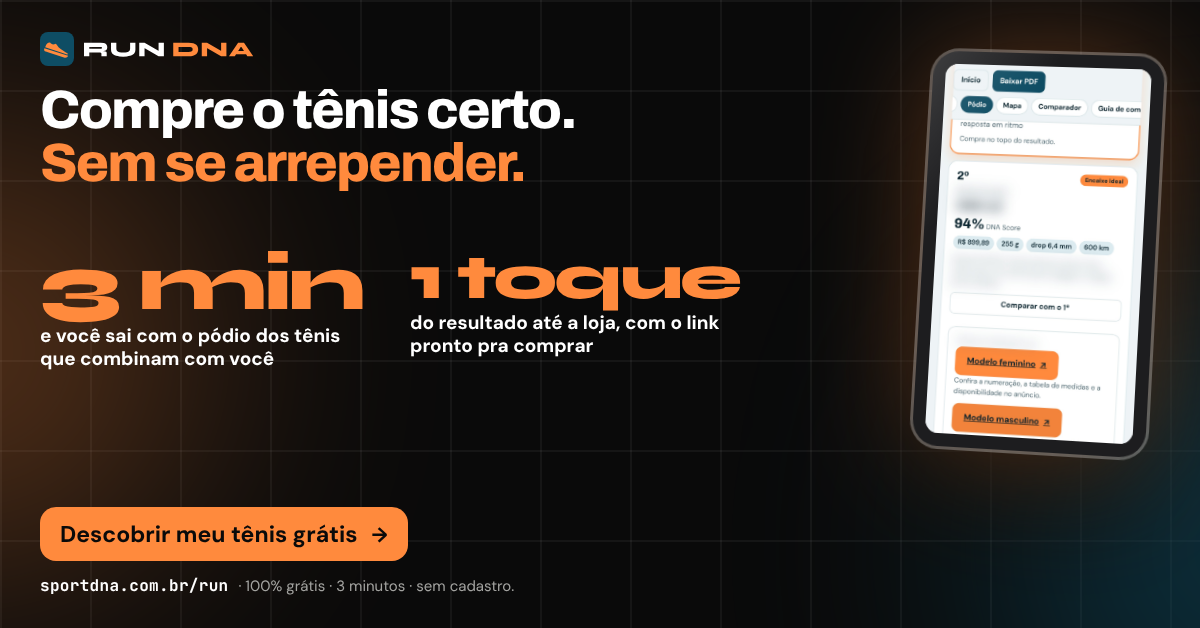 RUN DNA
Compre o tênis certo.
Sem se arrepender.
3 min
e você sai com o pódio dos tênis
que combinam com você
1 toque
do resultado até a loja, com o link
pronto pra comprar
Descobrir meu tênis grátis →
sportdna.com.br/run · 100% grátis · 3 minutos · sem cadastro.
Início Baixar PDF
Pódio Mapa Comparador Guia de com
resposta em ritmo
Compre no topo do resultado.
2º
Encaixe ideal
94% DNA Score
R$ 899,89 255 g drop 6,4 mm 600 km
Comparar com o 1º
Modelo feminino ↗
Confira a numeração, a tabela de medidas e a
disponibilidade no anúncio.
Modelo masculino ↗